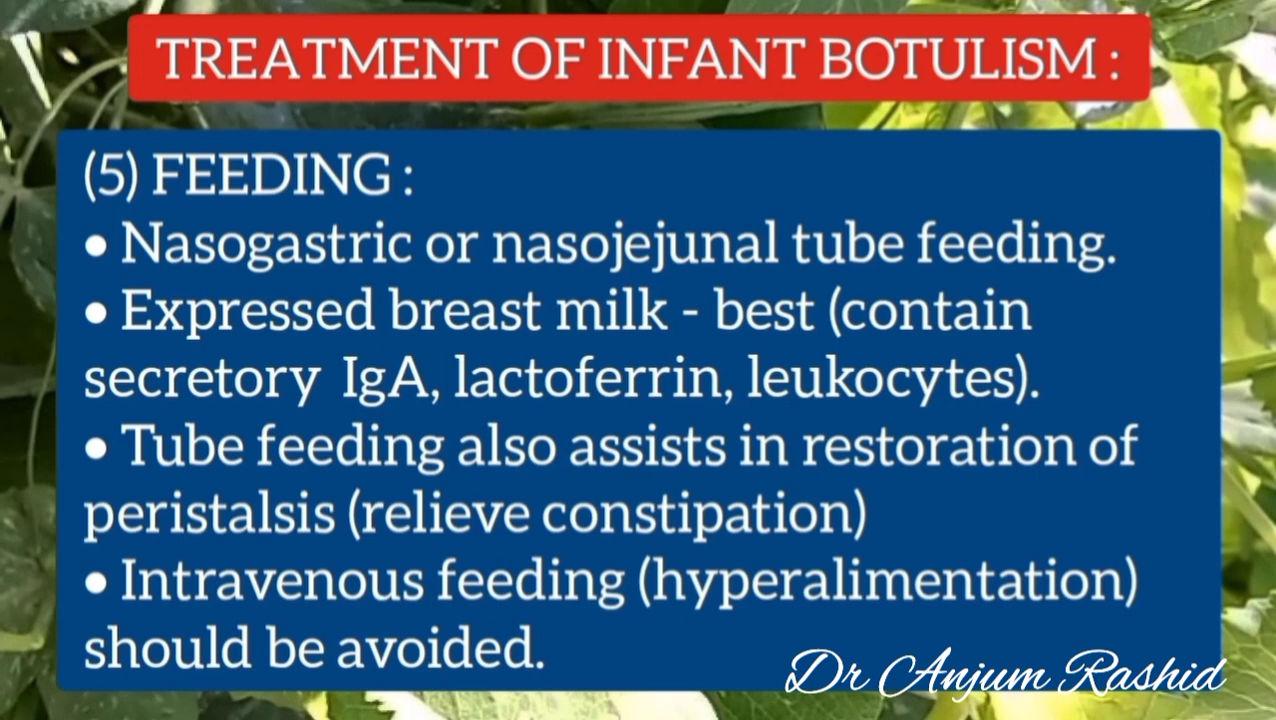 TREATMENT OF INFANT BOTULISM :
(5) FEEDING :
• Nasogastric or nasojejunal tube feeding.
• Expressed breast milk - best (contain
secretory IgA, lactoferrin, leukocytes).
• Tube feeding also assists in restoration of
peristalsis (relieve constipation)
• Intravenous feeding (hyperalimentation)
should be avoided.
Dr Anjum Rashid